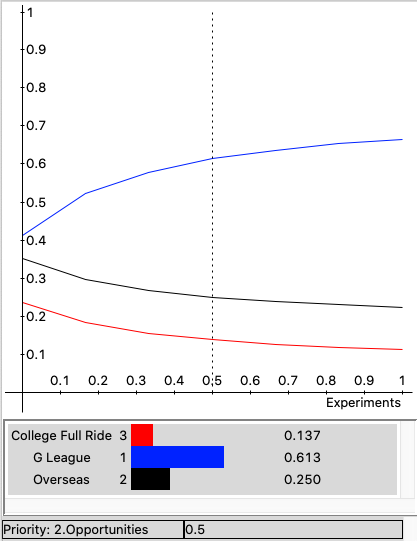 1
0.9
0.8
0.7
0.6
0.5
0.4
0.3
0.2
0.1
0.1 0.2 0.3 0.4 0.5 0.6 0.7 0.8 0.9 1
Experiments
College Full Ride 3 0.137
G League 1 0.613
Overseas 2 0.250
Priority: 2.Opportunities 0.5